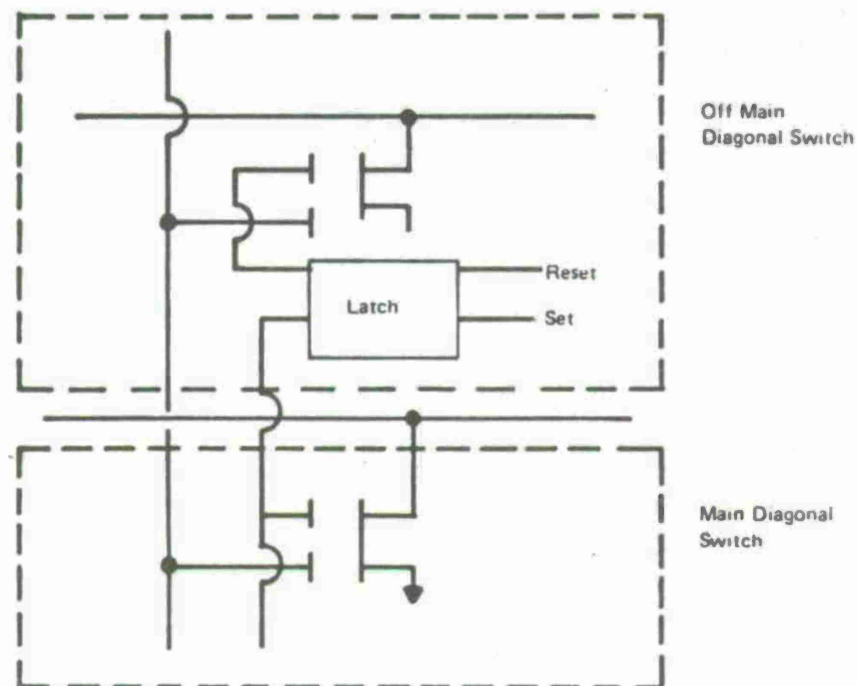 Off Main
Diagonal Switch
Reset
Latch
Set
Main Diagonal
Switch